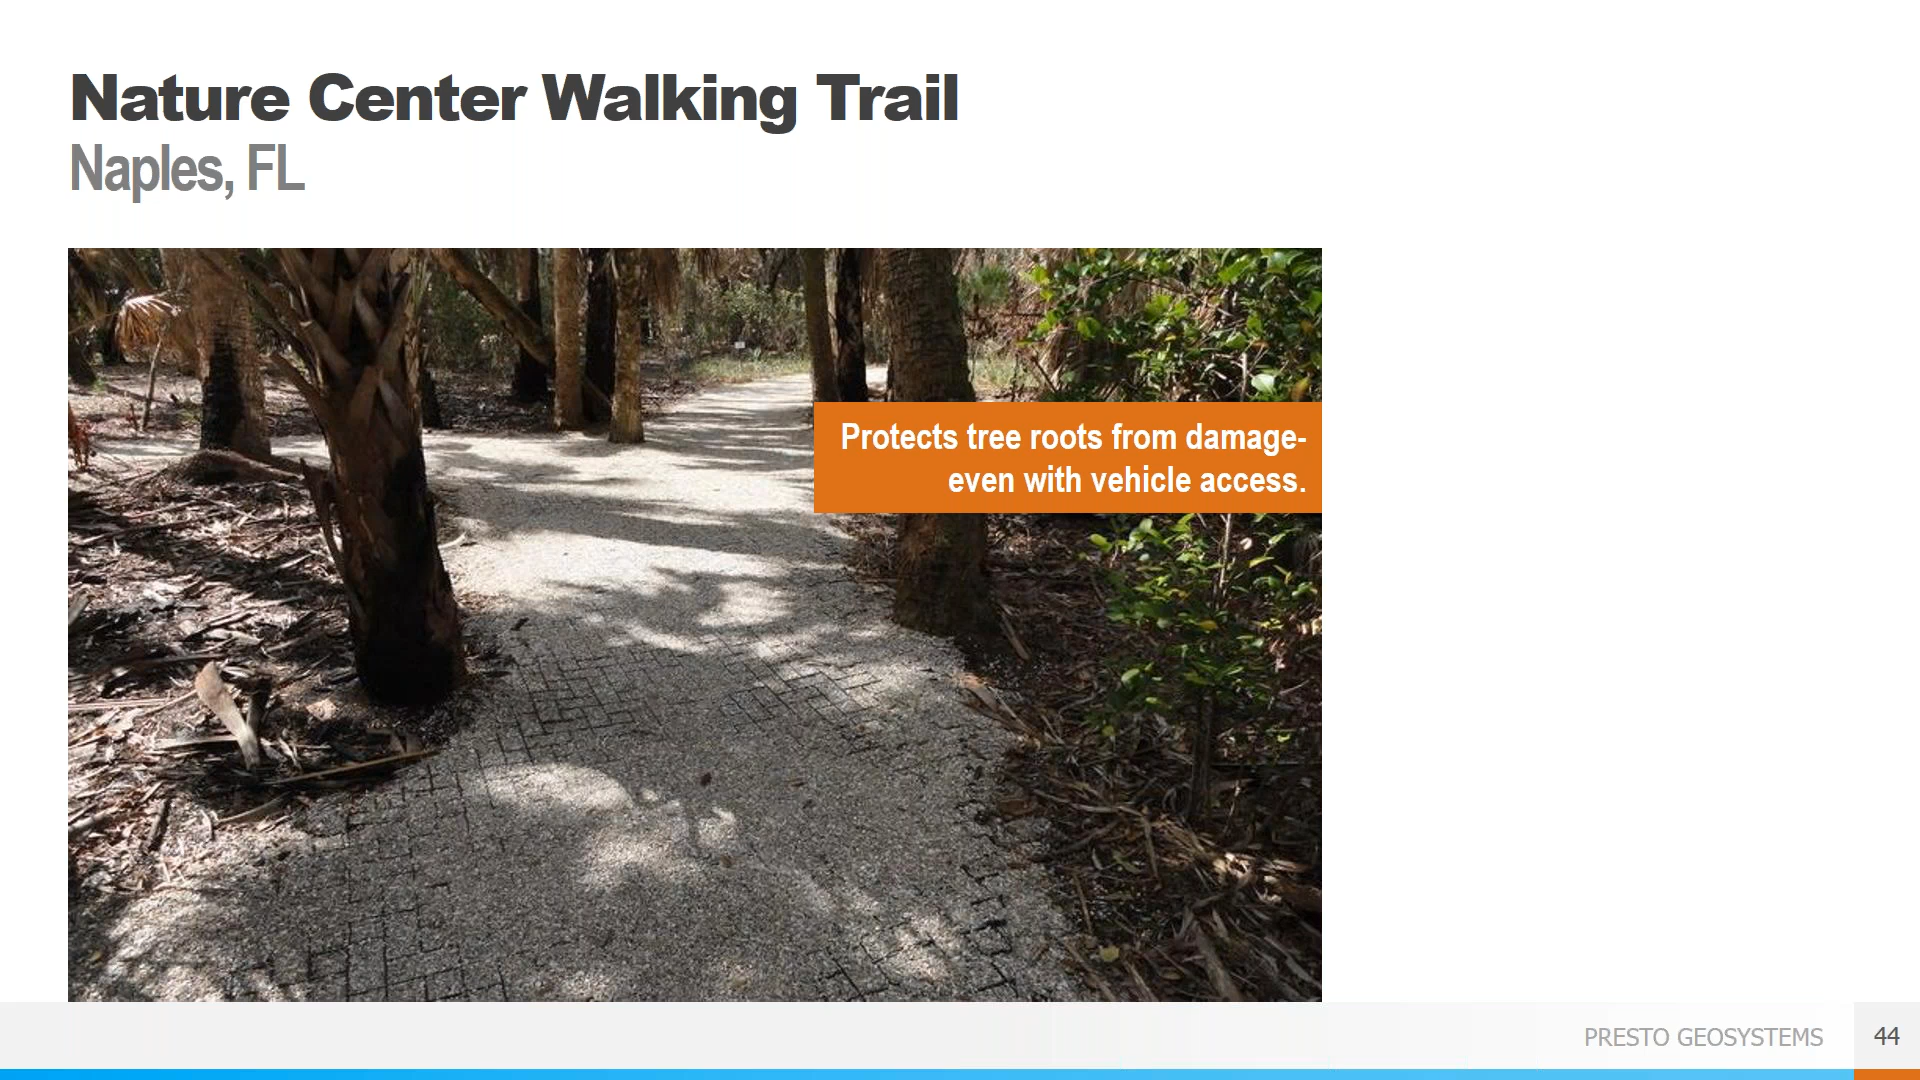 Nature Center Walking Trail
Naples, FL
Protects tree roots from damage-
even with vehicle access.
PRESTO GEOSYSTEMS
44